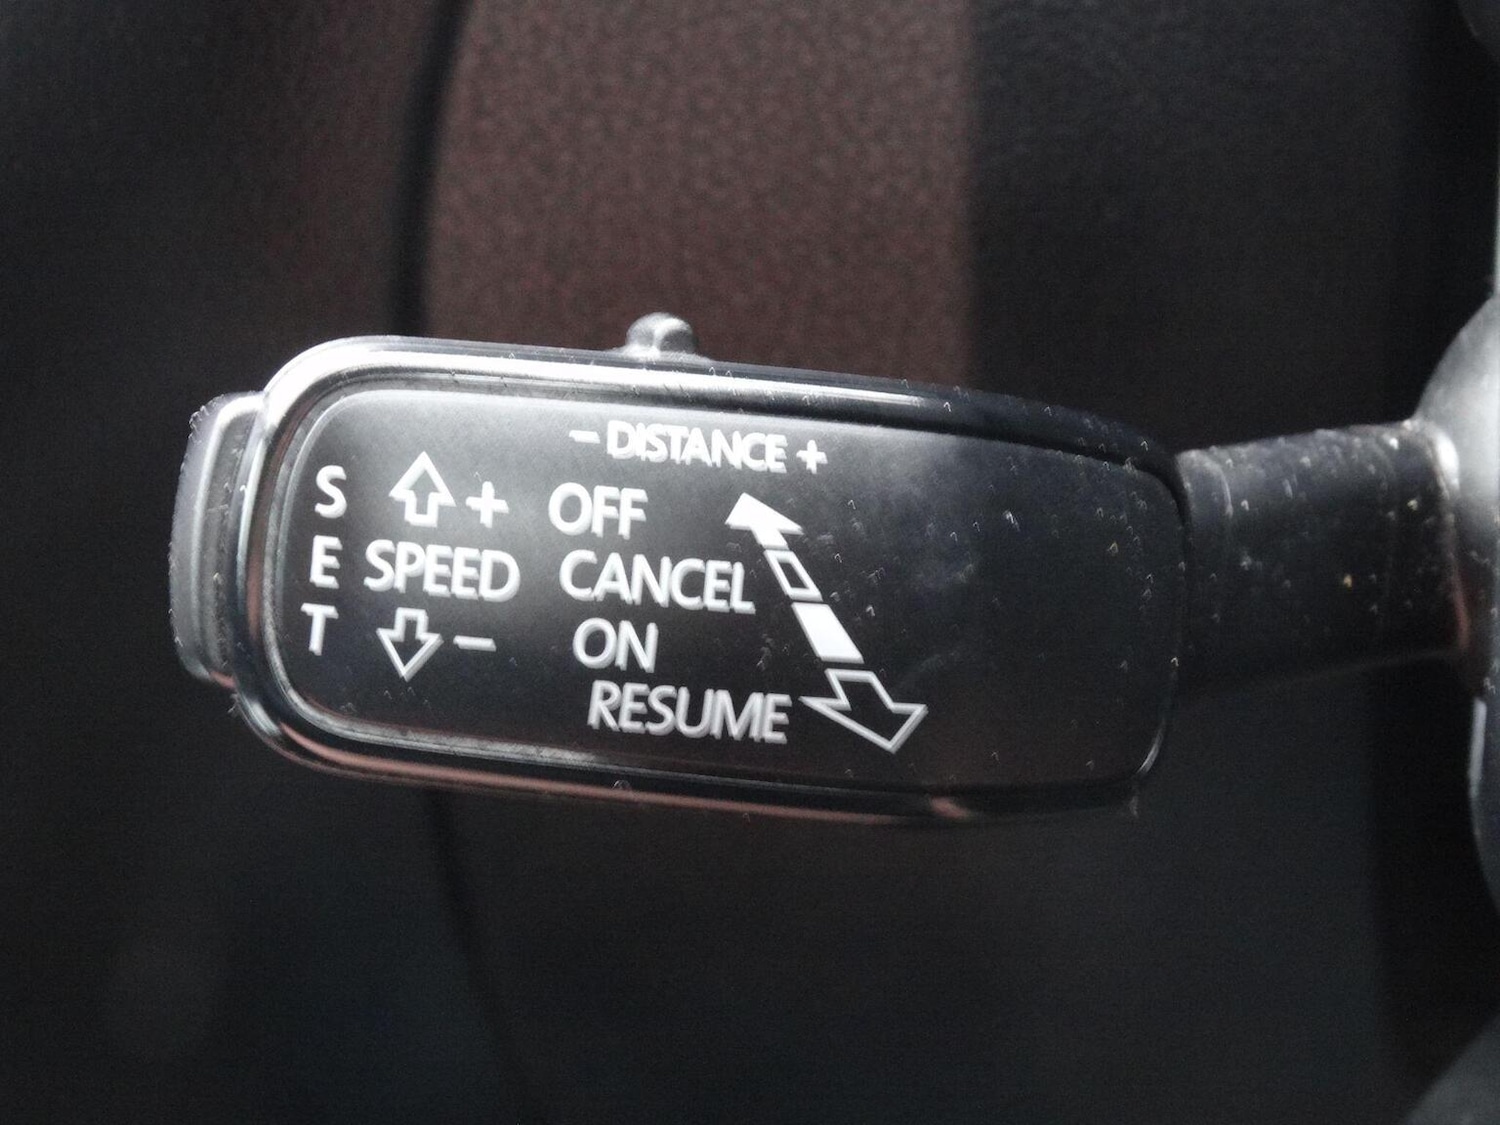 - DISTANCE +
S + OFF
E SPEED CANCEL
T - ON
RESUME